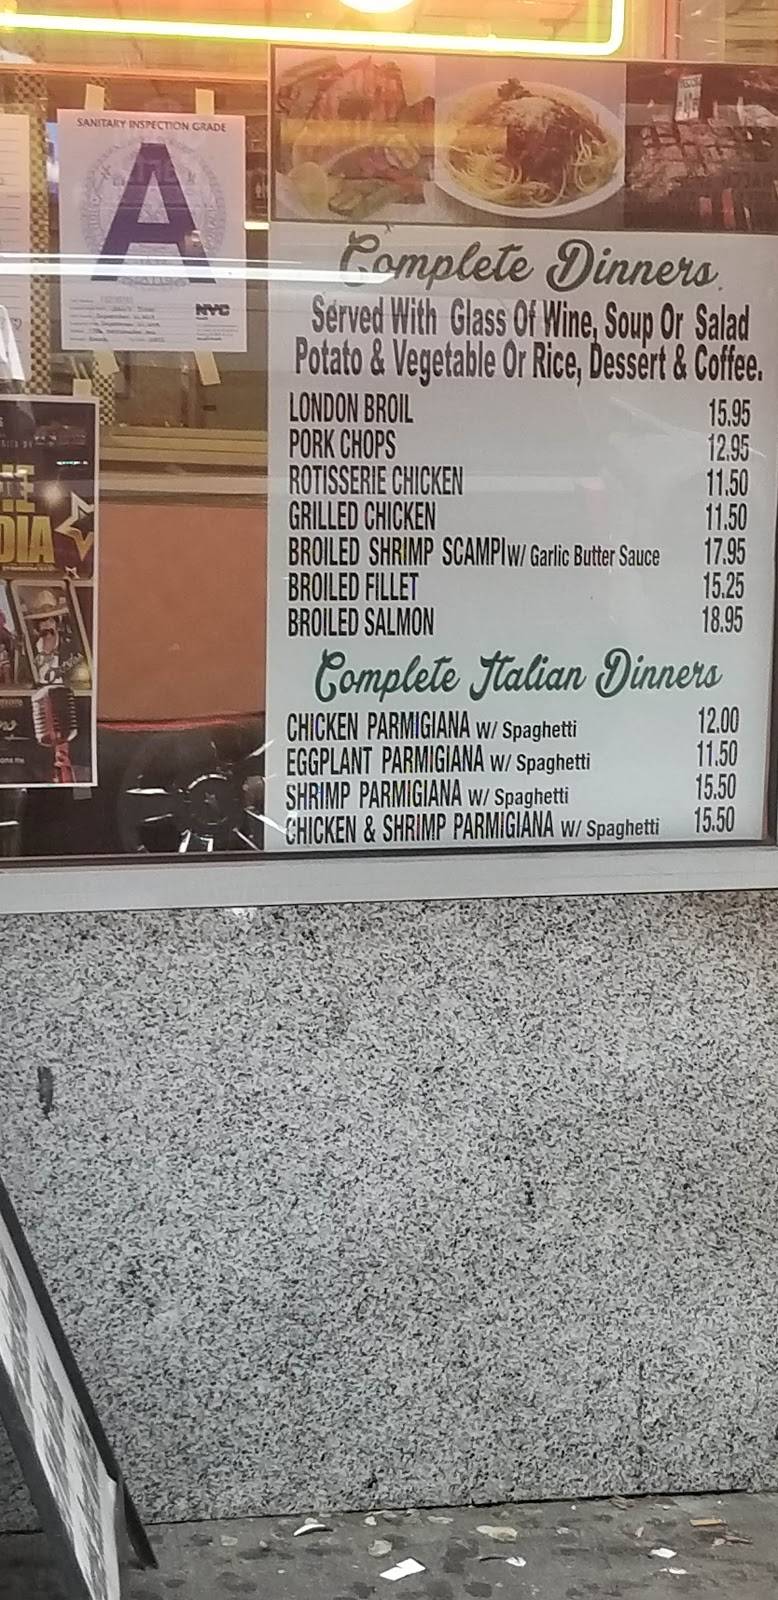 SANITARY INSPECTION GRADE
A
NYC
Complete Dinners
Served With Glass Of Wine, Soup Or Salad
Potato & Vegetable Or Rice, Dessert & Coffee.
LONDON BROIL 15.95
PORK CHOPS 12.95
ROTISSERIE CHICKEN 11.50
GRILLED CHICKEN 11.50
BROILED SHRIMP SCAMPI W/ Garlic Butter Sauce 17.95
BROILED FILLET 15.25
BROILED SALMON 18.95
Complete Italian Dinners
CHICKEN PARMIGIANA W/ Spaghetti 12.00
EGGPLANT PARMIGIANA W/ Spaghetti 11.50
SHRIMP PARMIGIANA W/ Spaghetti 15.50
CHICKEN & SHRIMP PARMIGIANA W/ Spaghetti 15.50